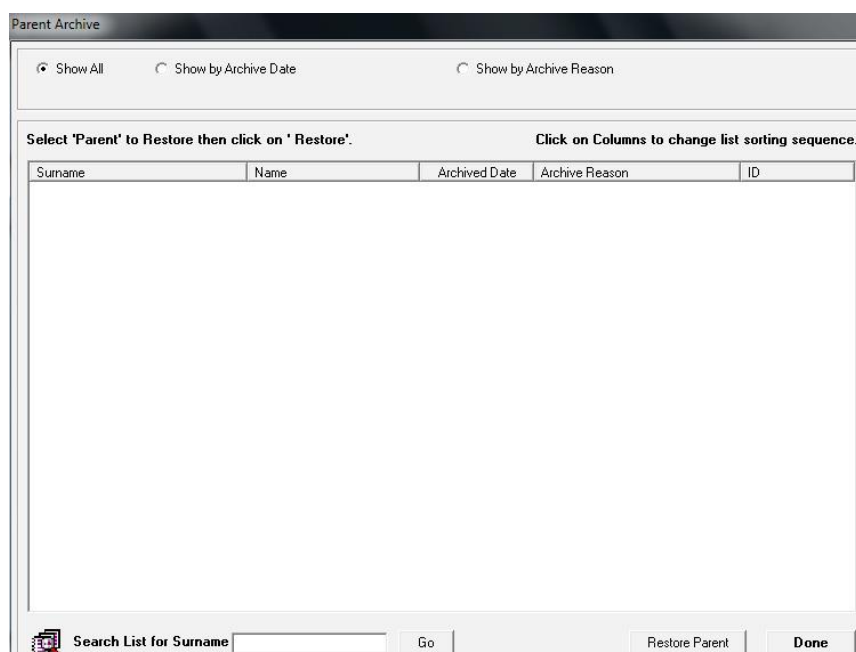 Parent Archive
Show All Show by Archive Date Show by Archive Reason
Select 'Parent' to Restore then click on ' Restore'. Click on Columns to change list sorting sequence.
Surname Name Archived Date Archive Reason ID
Search List for Surname Go Restore Parent Done